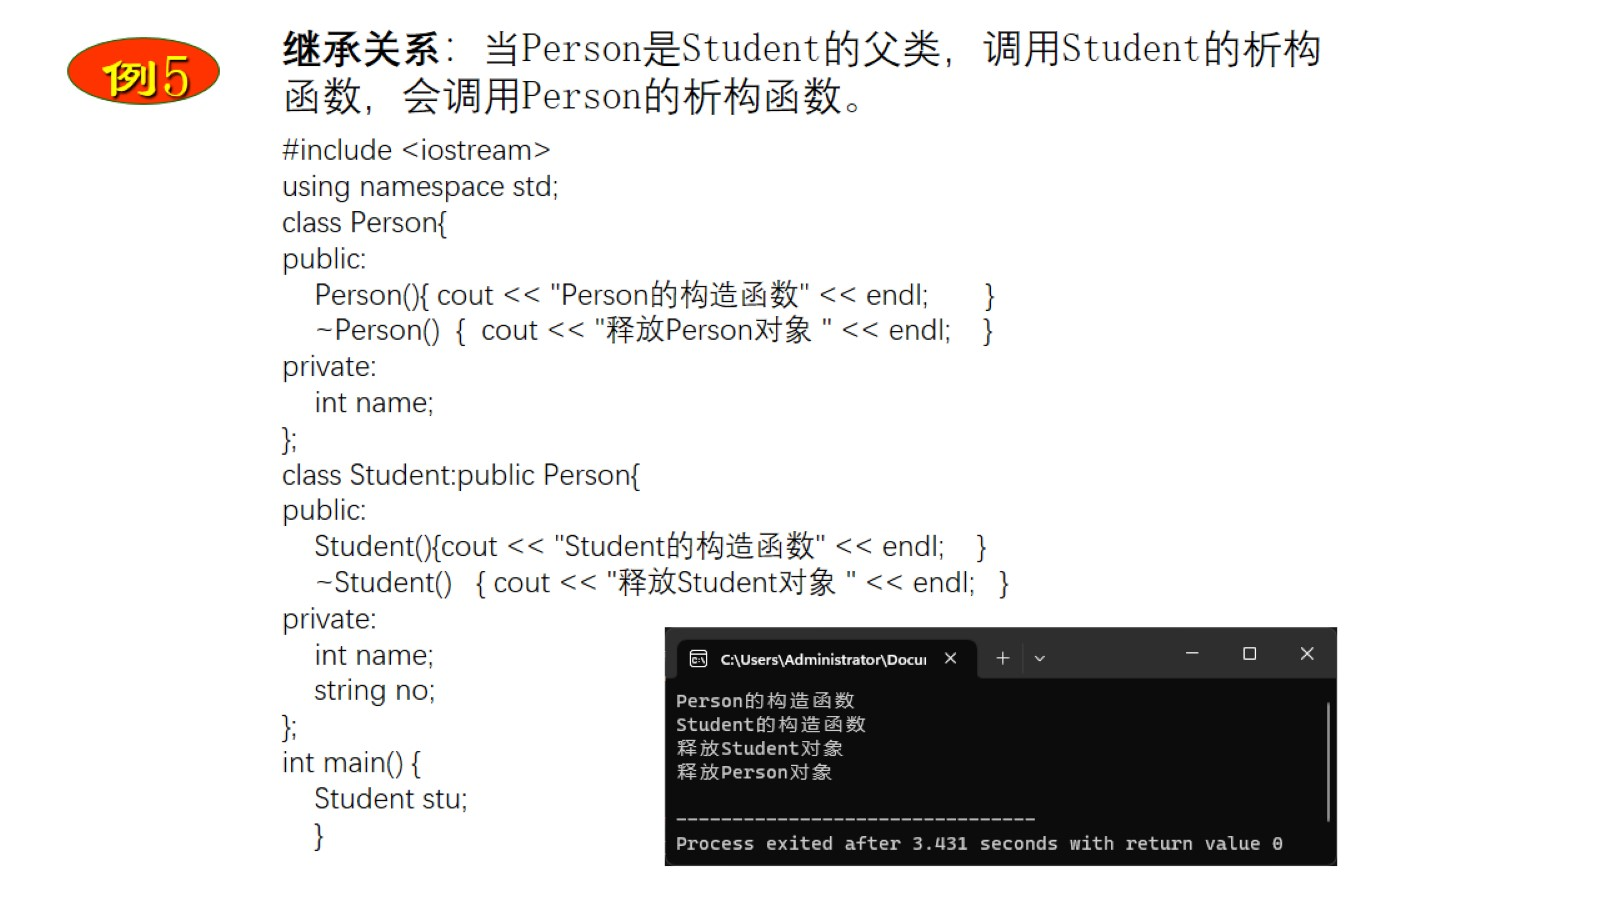 例5
继承关系：当Person是Student的父类，调用Student的析构
函数，会调用Person的析构函数。
#include <iostream>
using namespace std;
class Person{
public:
Person(){ cout << "Person的构造函数" << endl; }
~Person() { cout << "释放Person对象 " << endl; }
private:
int name;
};
class Student:public Person{
public:
Student(){cout << "Student的构造函数" << endl; }
~Student() { cout << "释放Student对象 " << endl; }
private:
int name;
string no;
};
int main() {
Student stu;
}
C:\Users\Administrator\Docu
Person的构造函数
Student的构造函数
释放Student对象
释放Person对象
--------------------------------
Process exited after 3.431 seconds with return value 0